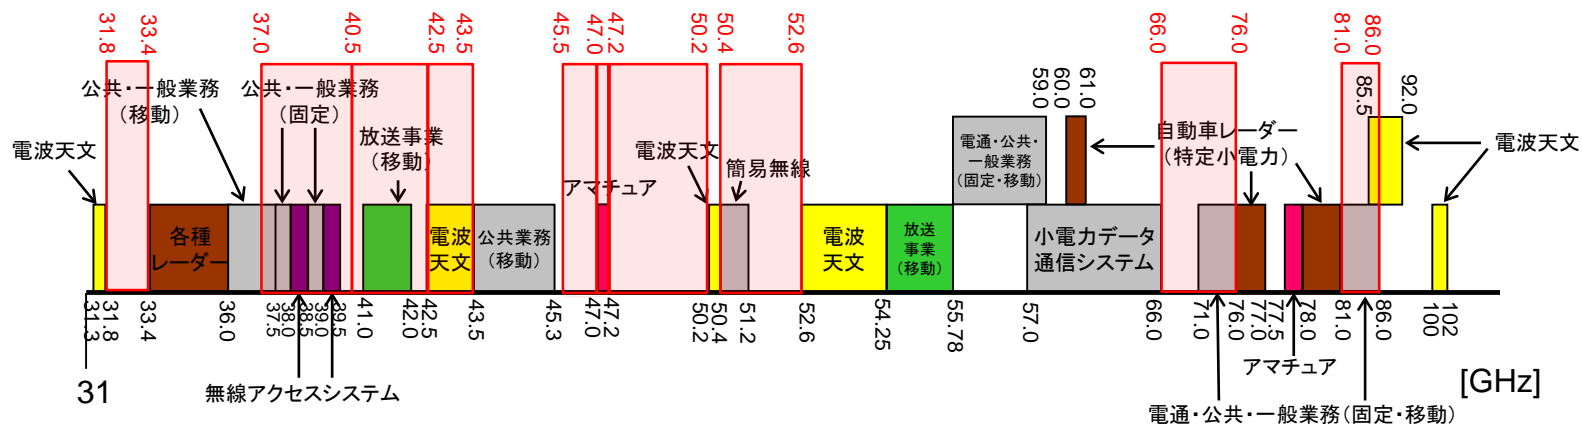 31.8
33.4
37.0
40.5
42.5
43.5
45.5
47.0
47.2
50.2
50.4
52.6
66.0
76.0
81.0
86.0
公共・一般業務
（移動）
公共・一般業務
（固定）
放送事業
（移動）
電波天文
アマチュア
電波天文
簡易無線
59.0
60.0
61.0
電通・公共・
一般業務
（固定・移動）
自動車レーダー
（特定小電力）
85.5
92.0
電波天文
各種
レーダー
電波
天文
公共業務
（移動）
電波
天文
放送
事業
（移動）
小電力データ
通信システム
31.3
31.8
33.4
36.0
37.5
38.0
38.5
39.0
39.5
41.0
42.0
42.5
43.5
45.3
47.0
47.2
50.2
50.4
51.2
52.6
54.25
55.78
57.0
66.0
71.0
76.0
77.0
77.5
78.0
81.0
86.0
100
102
31
無線アクセスシステム
アマチュア
[GHz]
電通・公共・一般業務（固定・移動）